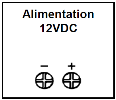 Alimentation
12VDC
− +